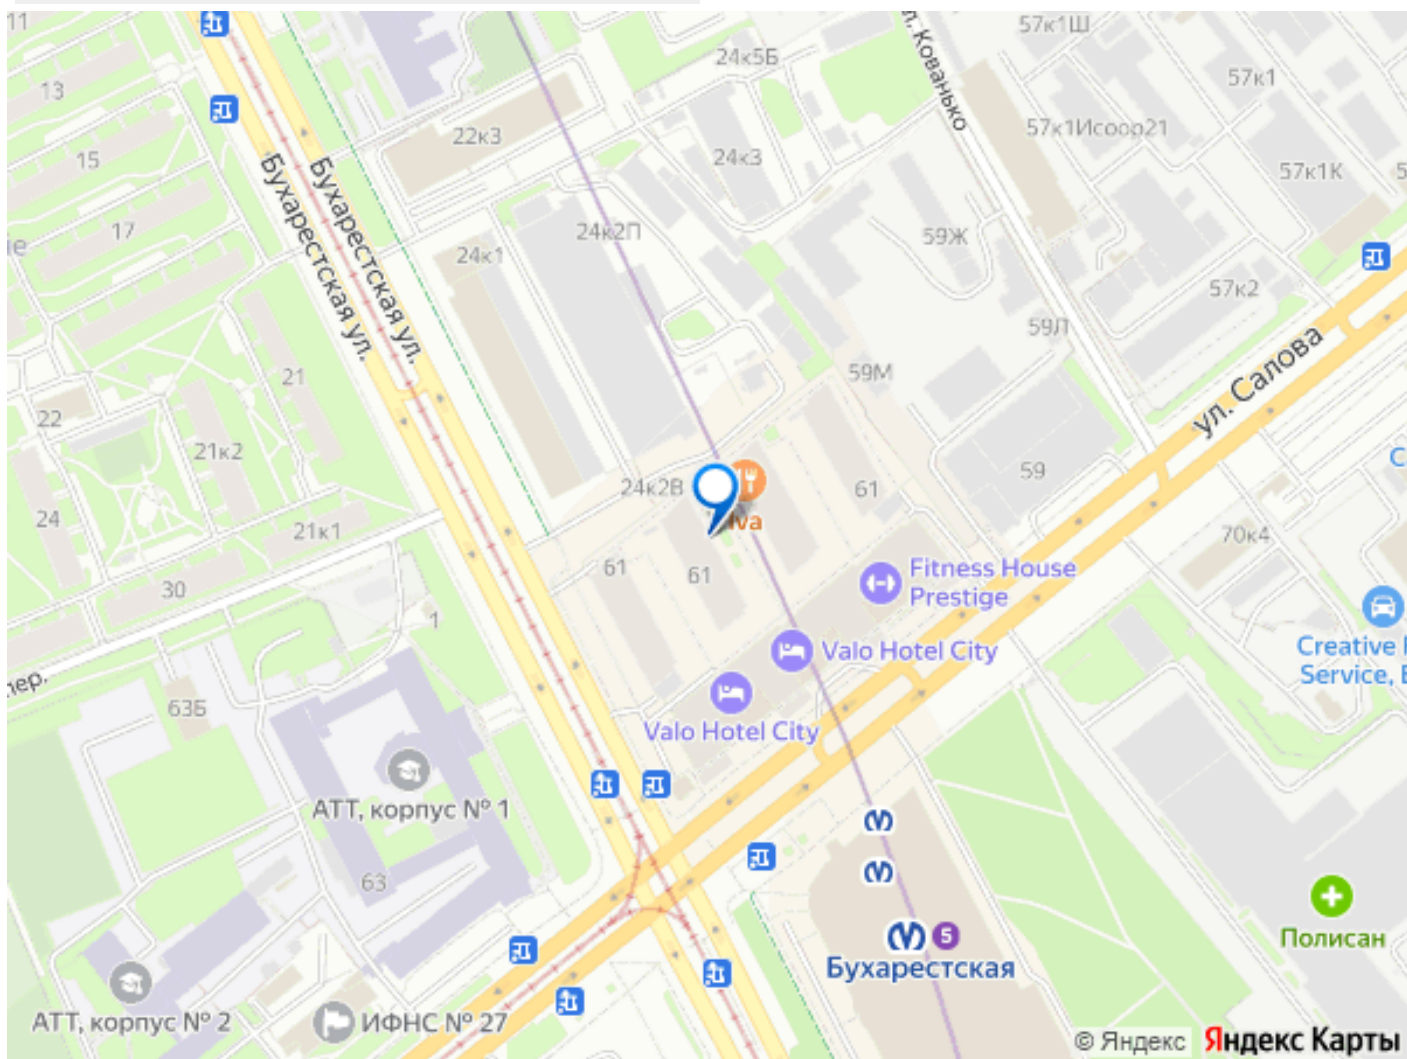 11
57к1Ш
ул. Кованько
24к5Б
57к1
13
22к3
57к1Исоор21
15
24к3
57к1К
5
Бухарестская ул.
Бухарестская ул.
17
24к2П
59Ж
24к1
57к2
59Л
ул. Салова
21
59М
22
21к2
С
24
24к2В
61
59
21к1
70к4
61
61
Fitness House
Prestige
30
1
Valo Hotel City
Creative
Service,
пер.
63Б
Valo Hotel City
АТТ, корпус № 1
63
5
Полисан
Бухарестская
АТТ, корпус № 2
ИФНС № 27
© Яндекс Яндекс Карты